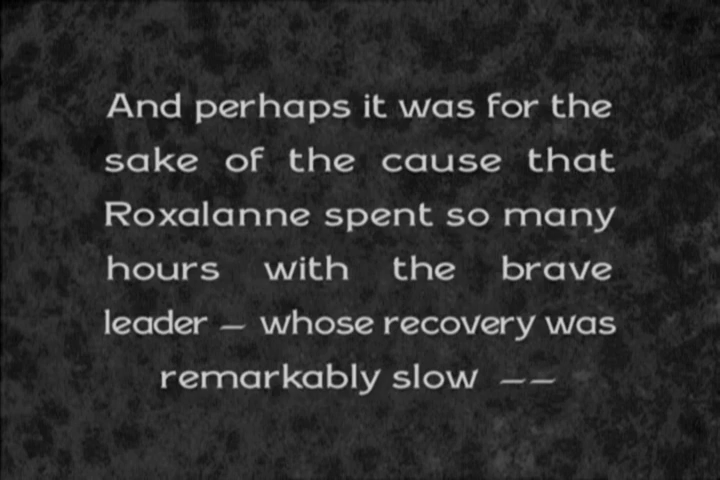 And perhaps it was for the
sake of the cause that
Roxalanne spent so many
hours with the brave
leader — whose recovery was
remarkably slow — —